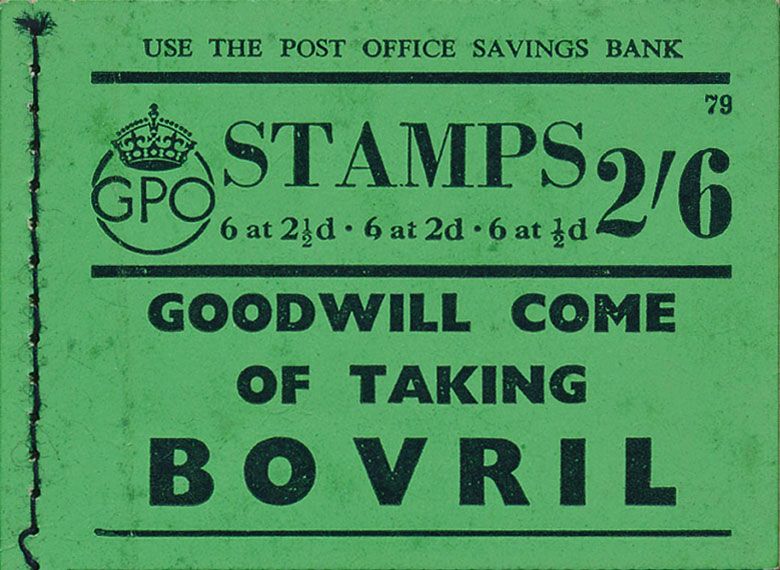 USE THE POST OFFICE SAVINGS BANK
79
GPO
STAMPS 2/6
6 at 2½d · 6 at 2d · 6 at ½d
GOODWILL COME
OF TAKING
BOVRIL